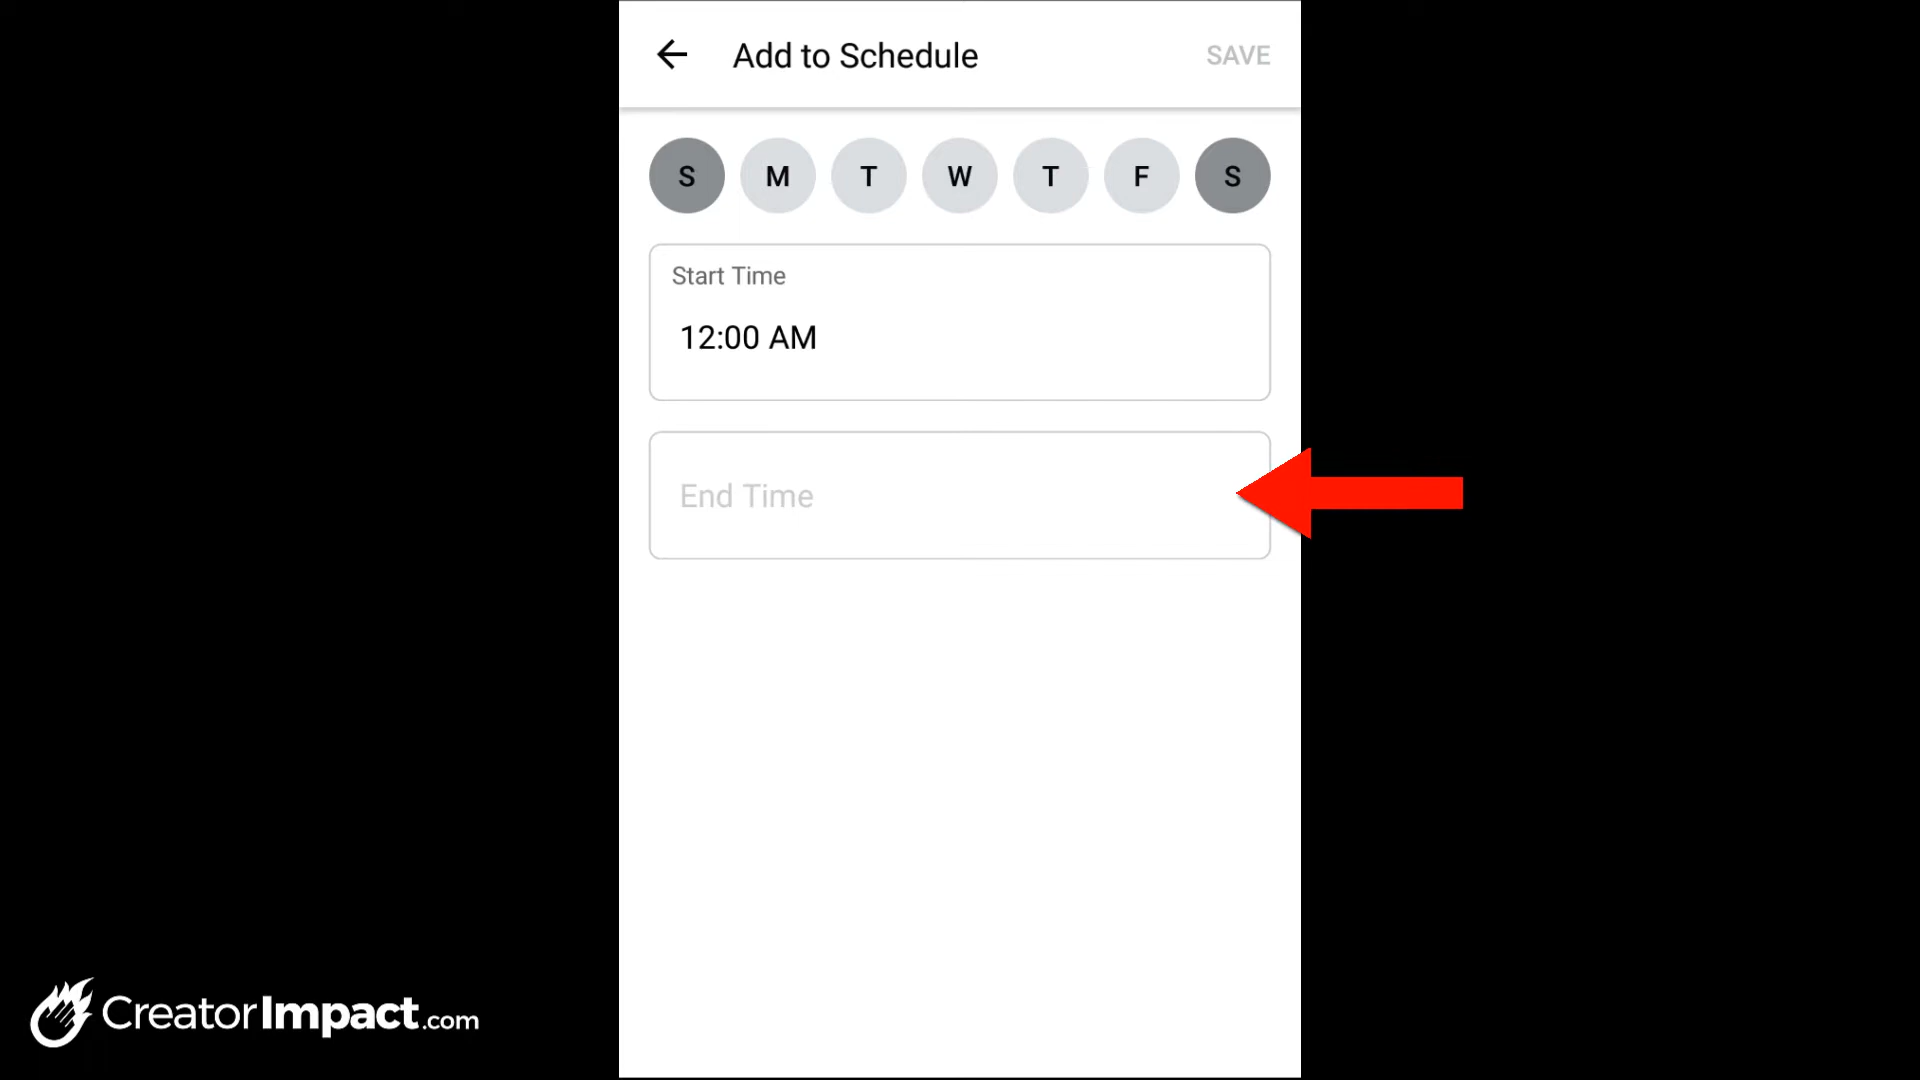 Add to Schedule SAVE
S M T W T F S
Start Time
12:00 AM
End Time
CreatorImpact.com